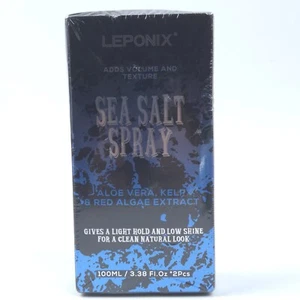 LEPONIX®
ADDS VOLUME AND
TEXTURE
SEA SALT
SPRAY
ALOE VERA, KELP
& RED ALGAE EXTRACT
GIVES A LIGHT HOLD AND LOW SHINE
FOR A CLEAN NATURAL LOOK
100ML / 3.38 Fl.Oz *2Pcs